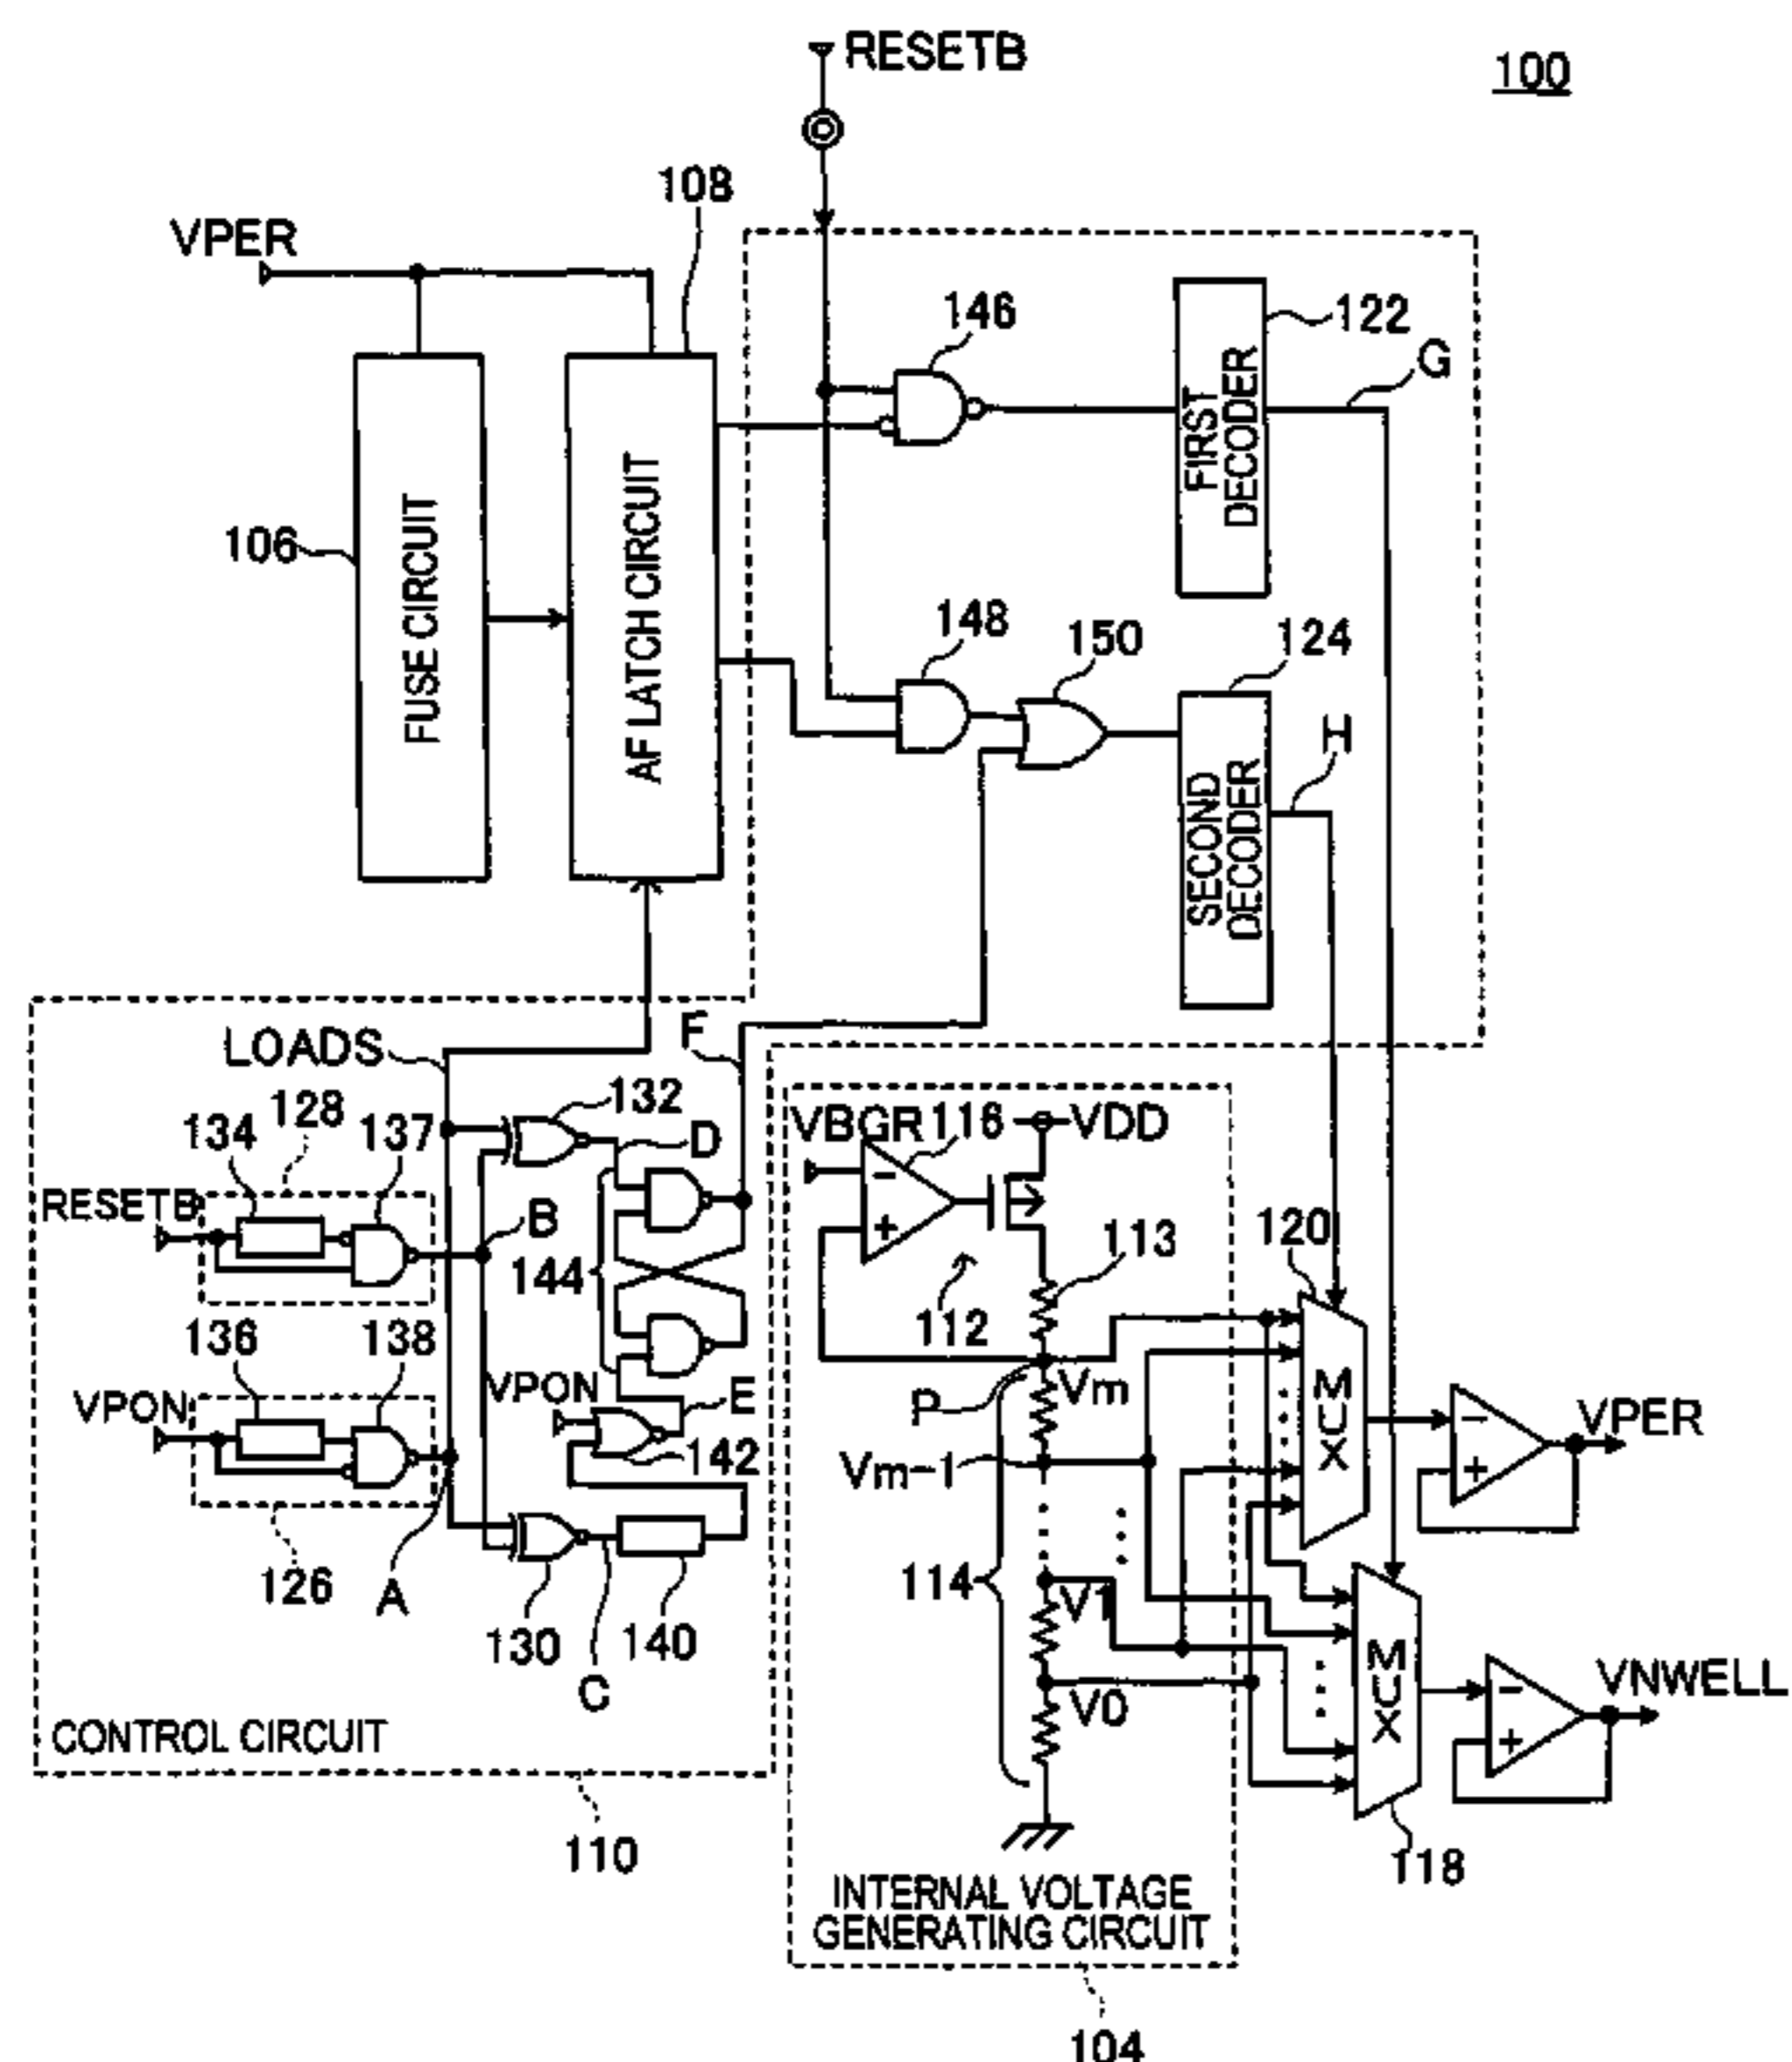 RESETB
100
108
VPER
146
122
G
FIRST
DECODER
106
FUSE CIRCUIT
AF LATCH CIRCUIT
148
150
124
H
SECOND
DECODER
LOADS
F
128
132
134
137
D
VBGR
116
VDD
RESETB
B
144
113
120
112
136
138
VPON
E
P
Vm
MUX
VPER
VPON
142
Vm-1
126
A
130
C
140
114
V1
MUX
V0
VNWELL
CONTROL CIRCUIT
110
118
INTERNAL VOLTAGE
GENERATING CIRCUIT
104